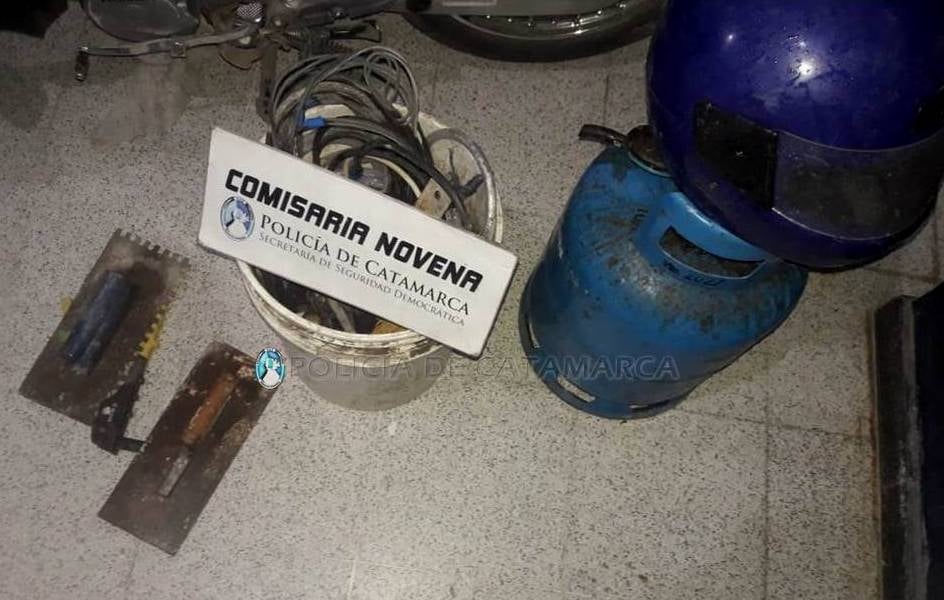 COMISARIA NOVENA
POLICÍA DE CATAMARCA
SECRETARÍA DE SEGURIDAD DEMOCRÁTICA
POLICÍA DE CATAMARCA